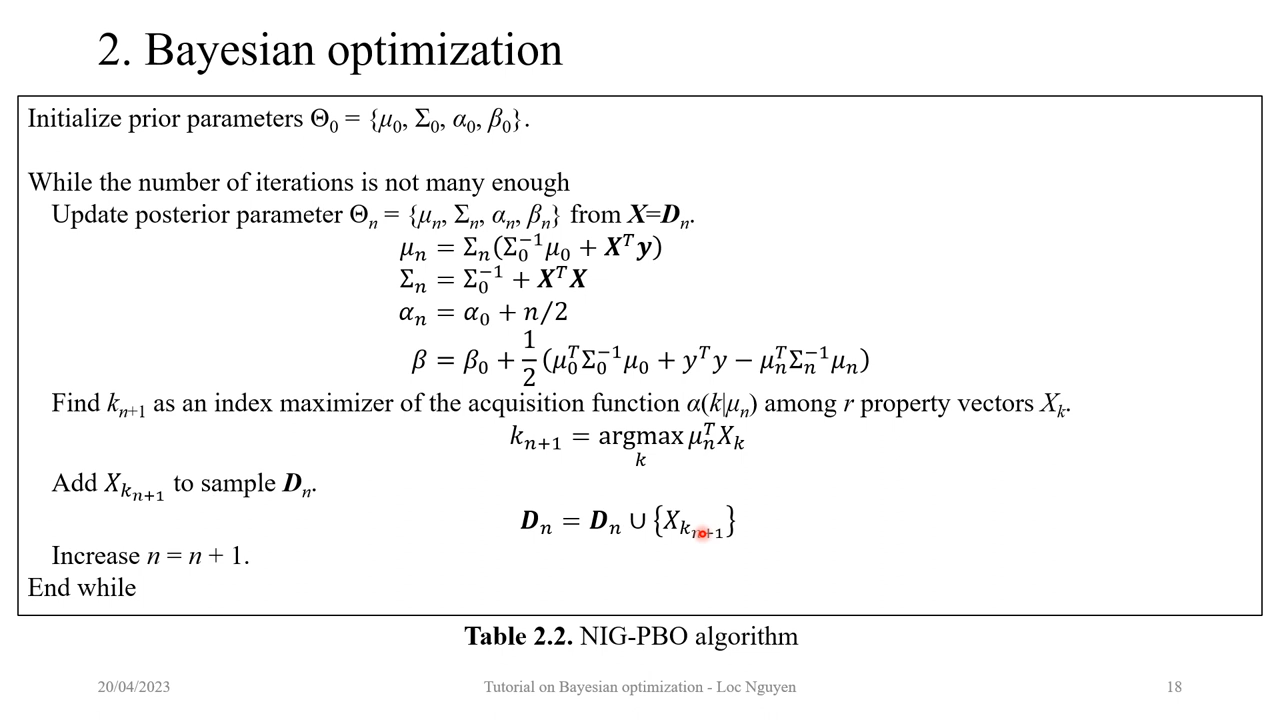 2. Bayesian optimization
Initialize prior parameters Θ₀ = {μ₀, Σ₀, α₀, β₀}.
While the number of iterations is not many enough
Update posterior parameter Θₙ = {μₙ, Σₙ, αₙ, βₙ} from X=Dₙ.
μₙ = Σₙ(Σ₀⁻¹μ₀ + Xᵀy)
Σₙ = Σ₀⁻¹ + XᵀX
αₙ = α₀ + n/2
β = β₀ + 1/2 (μ₀ᵀΣ₀⁻¹μ₀ + yᵀy − μₙᵀΣₙ⁻¹μₙ)
Find kₙ₊₁ as an index maximizer of the acquisition function α(k|μₙ) among r property vectors Xₖ.
kₙ₊₁ = argmax μₙᵀXₖ
k
Add X_{kₙ₊₁} to sample Dₙ.
Dₙ = Dₙ ∪ {X_{kₙ₊₁}}
Increase n = n + 1.
End while
Table 2.2. NIG-PBO algorithm
20/04/2023 Tutorial on Bayesian optimization - Loc Nguyen 18